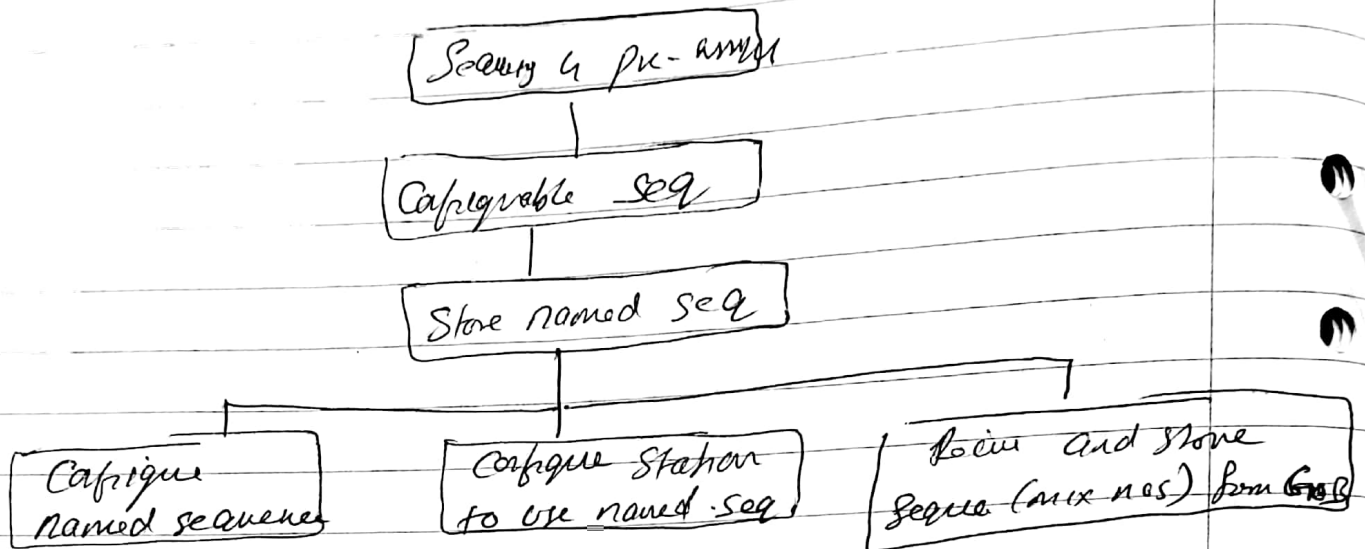 Sequeng 4 pre-assembl
Configurable seq
Store named seq
Configure
named sequences
configure station
to use named seq
Receive and store
Sequence (mix nos) from